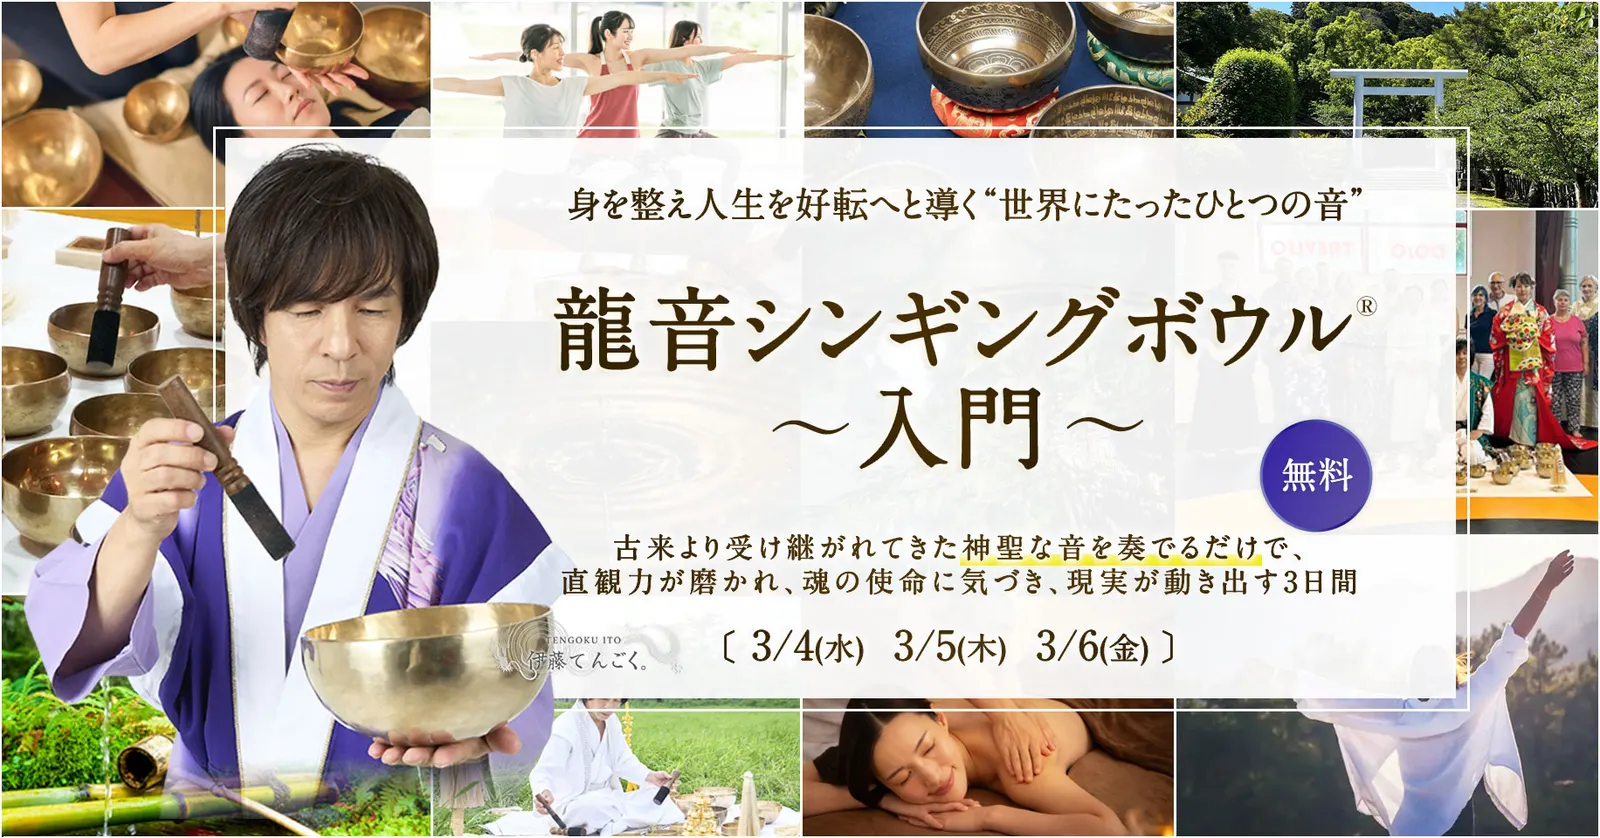 身を整え人生を好転へと導く“世界にたったひとつの音”
龍音シンギングボウル®
～入門～
無料
古来より受け継がれてきた神聖な音を奏でるだけで、
直観力が磨かれ、魂の使命に気づき、現実が動き出す3日間
TENGOKU ITO
伊藤てんごく。
〔 3/4(水) 3/5(木) 3/6(金) 〕
TREVISO
DOJO